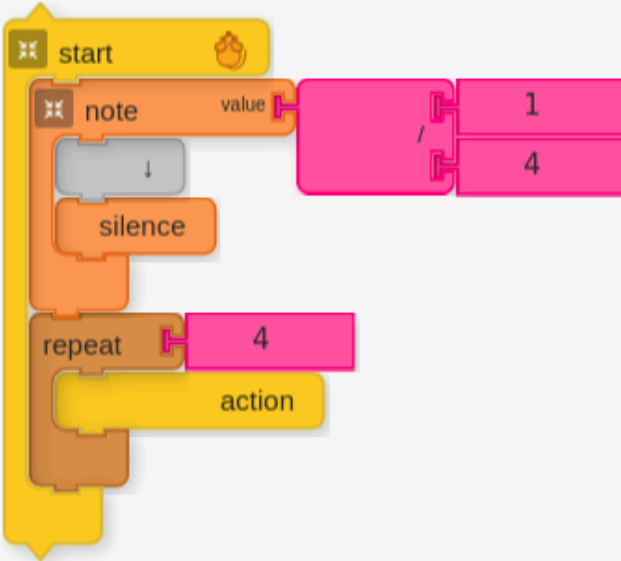 start
note value / 1
4
↓
silence
repeat 4
action